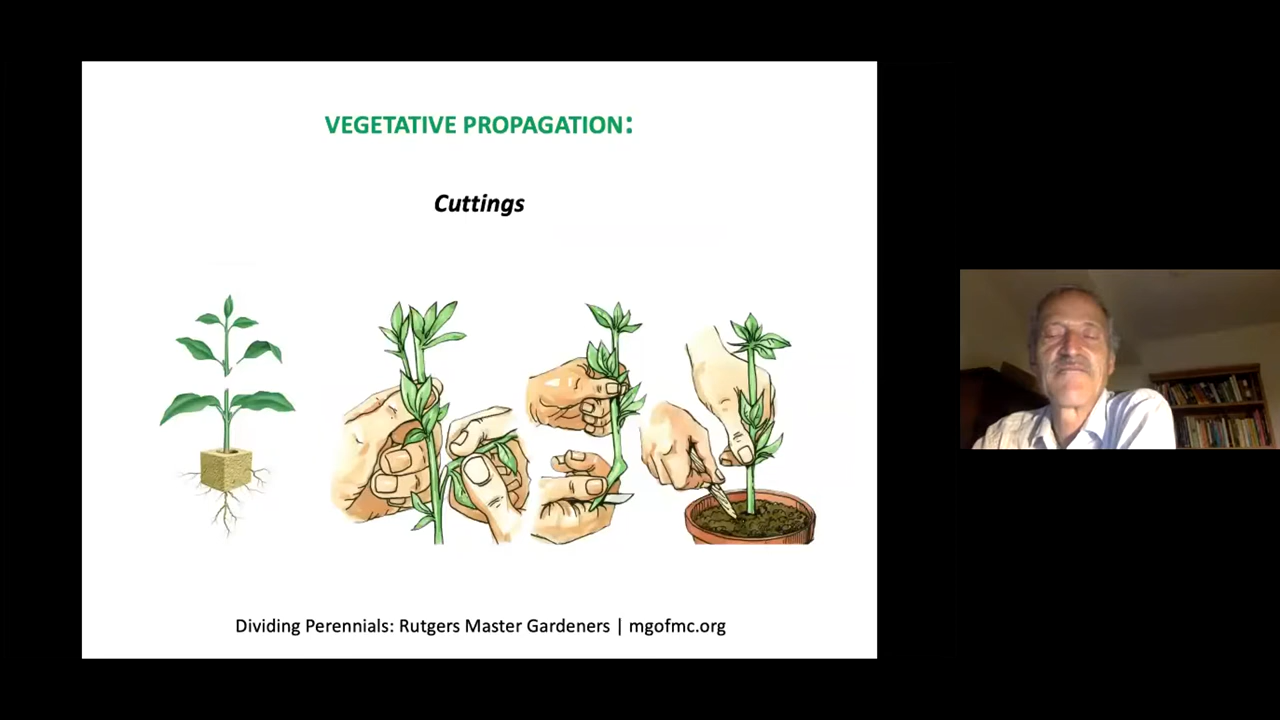 VEGETATIVE PROPAGATION:
Cuttings
Dividing Perennials: Rutgers Master Gardeners | mgofmc.org